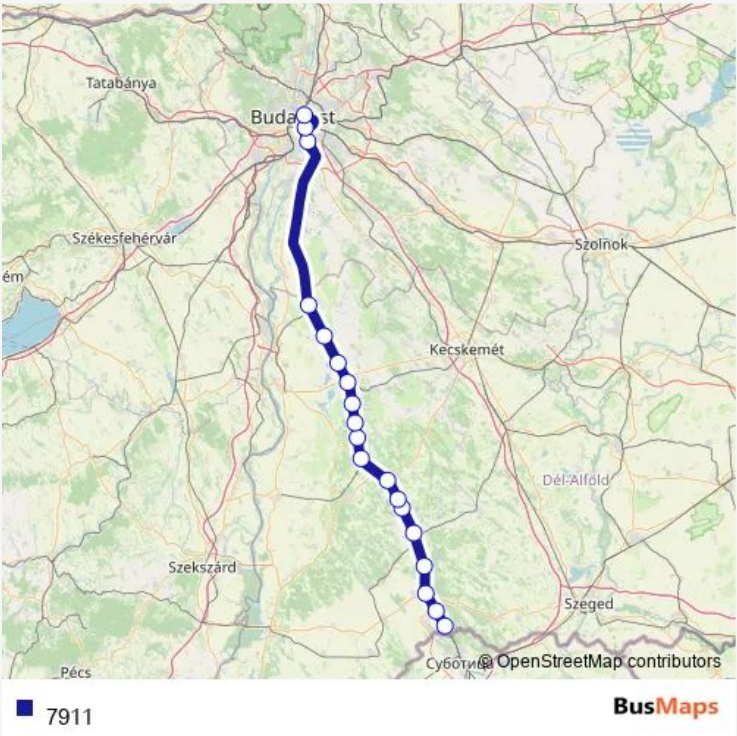 Tatabánya
Budapest
Székesfehérvár
Szolnok
ém
Kecskemét
Dél-Alföld
Szekszárd
Szeged
Суботица
© OpenStreetMap contributors
Pécs
7911
BusMaps